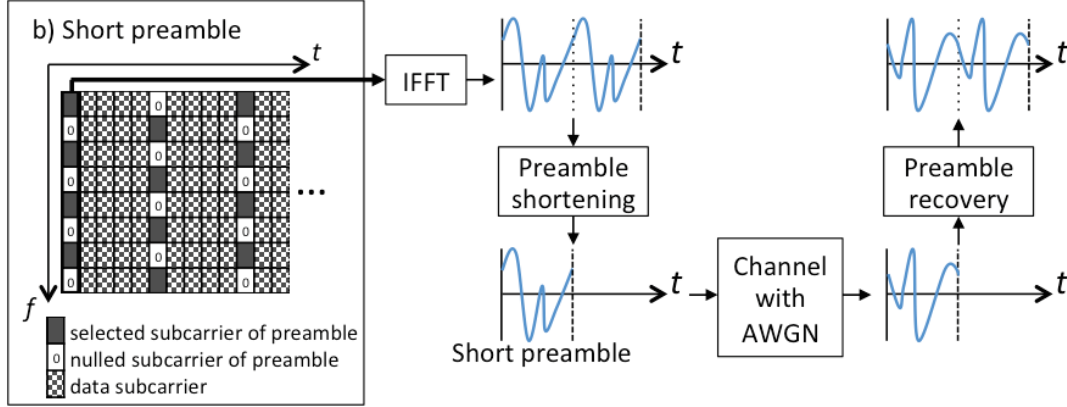 b) Short preamble
t
0
0 0
0
0 0
0
0 0
0
0 0
...
f
selected subcarrier of preamble
0 nulled subcarrier of preamble
data subcarrier
IFFT
t
Preamble
shortening
t
Short preamble
Channel
with
AWGN
t
Preamble
recovery
t